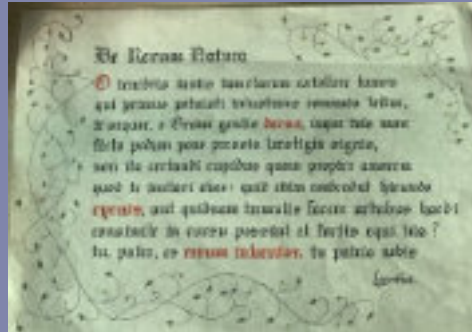 De Rerum Natura
O tenebris tantis tam clarum extollere lumen
qui primus potuisti inlustrans commoda vitae,
te sequor, o Graiae gentis decus, inque tuis nunc
ficta pedum pono pressis vestigia signis,
non ita certandi cupidus quam propter amorem
quod te imitari aveo: quid enim contendat hirundo
cycnis, aut quidnam tremulis facere artubus haedi
consimile in cursu possint et fortis equi vis?
tu, pater, es rerum inventor, tu patria nobis